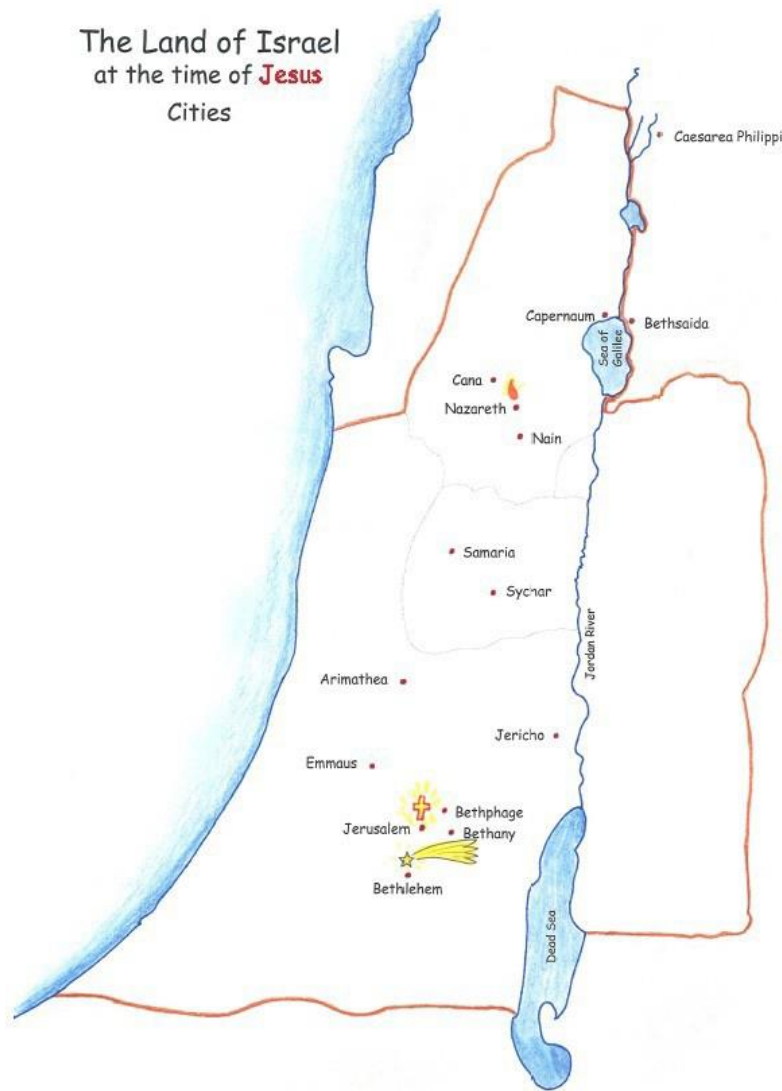 The Land of Israel
at the time of Jesus
Cities
Caesarea Philippi
Capernaum
Bethsaida
Sea of
Galilee
Cana
Nazareth
Nain
Samaria
Sychar
Jordan River
Arimathea
Jericho
Emmaus
Bethphage
Jerusalem
Bethany
Bethlehem
Dead Sea